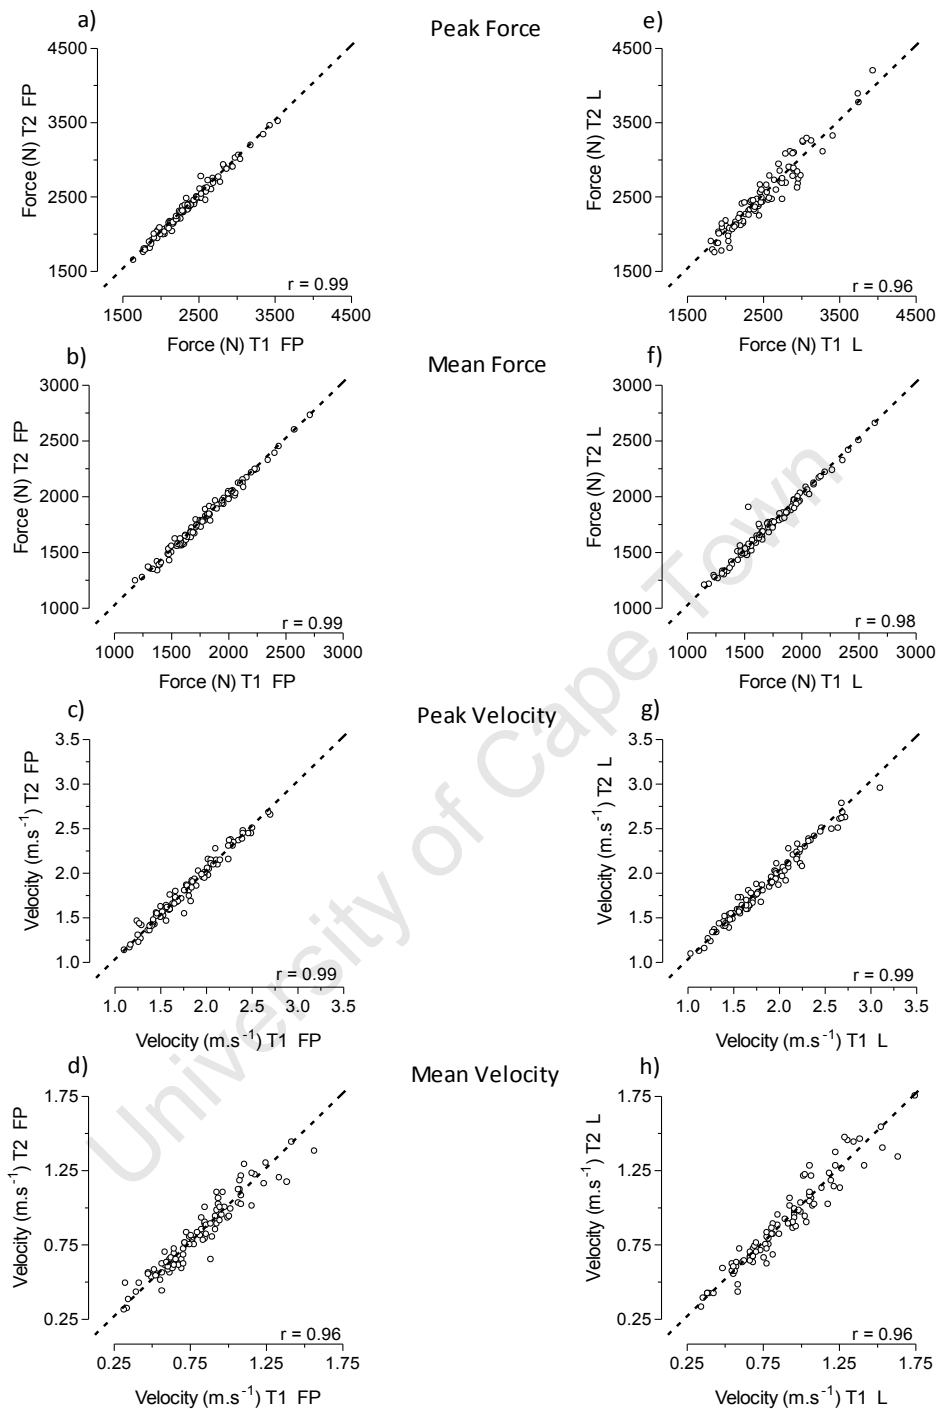 a)
Peak Force
e)
4500
3500
2500
1500
Force (N) T2 FP
r = 0.99
1500 2500 3500 4500
Force (N) T1 FP
4500
3500
2500
1500
Force (N) T2 L
r = 0.96
1500 2500 3500 4500
Force (N) T1 L
b)
Mean Force
f)
3000
2500
2000
1500
1000
Force (N) T2 FP
r = 0.99
1000 1500 2000 2500 3000
Force (N) T1 FP
3000
2500
2000
1500
1000
Force (N) T2 L
r = 0.98
1000 1500 2000 2500 3000
Force (N) T1 L
c)
Peak Velocity
g)
3.5
3.0
2.5
2.0
1.5
1.0
Velocity (m.s⁻¹) T2 FP
r = 0.99
1.0 1.5 2.0 2.5 3.0 3.5
Velocity (m.s⁻¹) T1 FP
3.5
3.0
2.5
2.0
1.5
1.0
Velocity (m.s⁻¹) T2 L
r = 0.99
1.0 1.5 2.0 2.5 3.0 3.5
Velocity (m.s⁻¹) T1 L
d)
Mean Velocity
h)
1.75
1.25
0.75
0.25
Velocity (m.s⁻¹) T2 FP
r = 0.96
0.25 0.75 1.25 1.75
Velocity (m.s⁻¹) T1 FP
1.75
1.25
0.75
0.25
Velocity (m.s⁻¹) T2 L
r = 0.96
0.25 0.75 1.25 1.75
Velocity (m.s⁻¹) T1 L
University of Cape Town